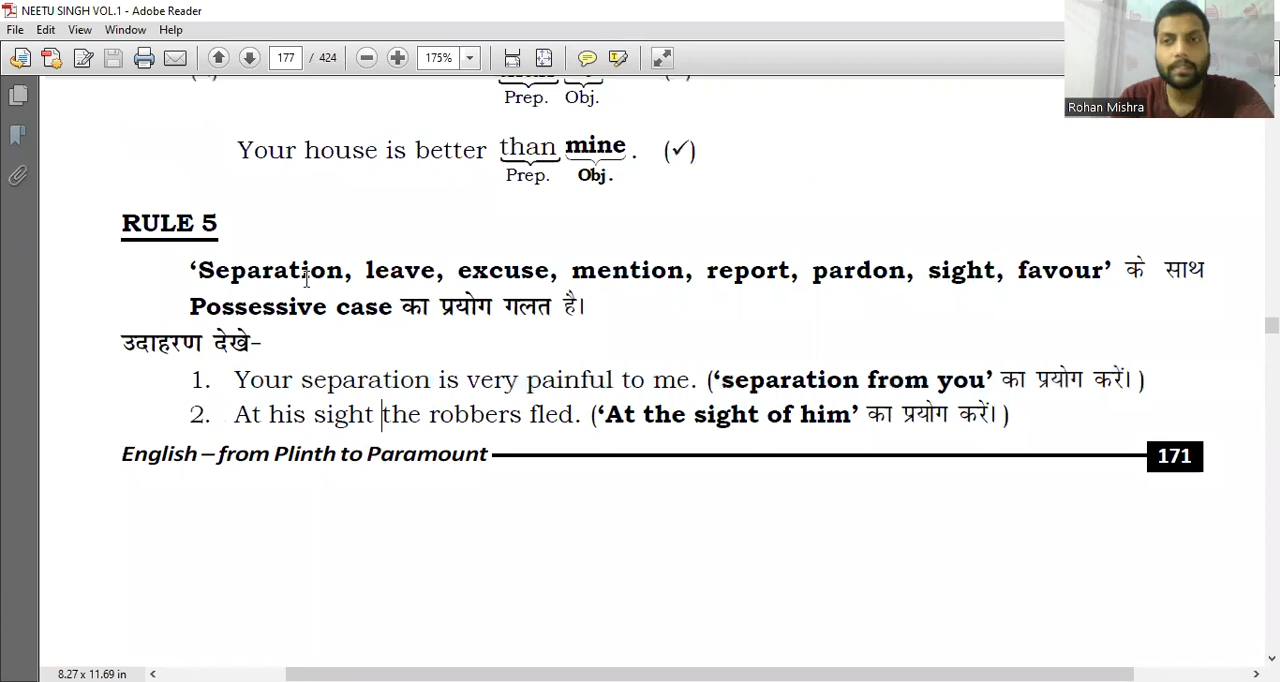 NEETU SINGH VOL.1 - Adobe Reader
File Edit View Window Help
177 / 424 175%
Rohan Mishra
Prep. Obj.
Your house is better than mine. (✓)
Prep. Obj.
RULE 5
‘Separation, leave, excuse, mention, report, pardon, sight, favour’ के साथ
Possessive case का प्रयोग गलत है।
उदाहरण देखे-
1. Your separation is very painful to me. (‘separation from you’ का प्रयोग करें। )
2. At his sight the robbers fled. (‘At the sight of him’ का प्रयोग करें। )
English – from Plinth to Paramount 171
8.27 x 11.69 in